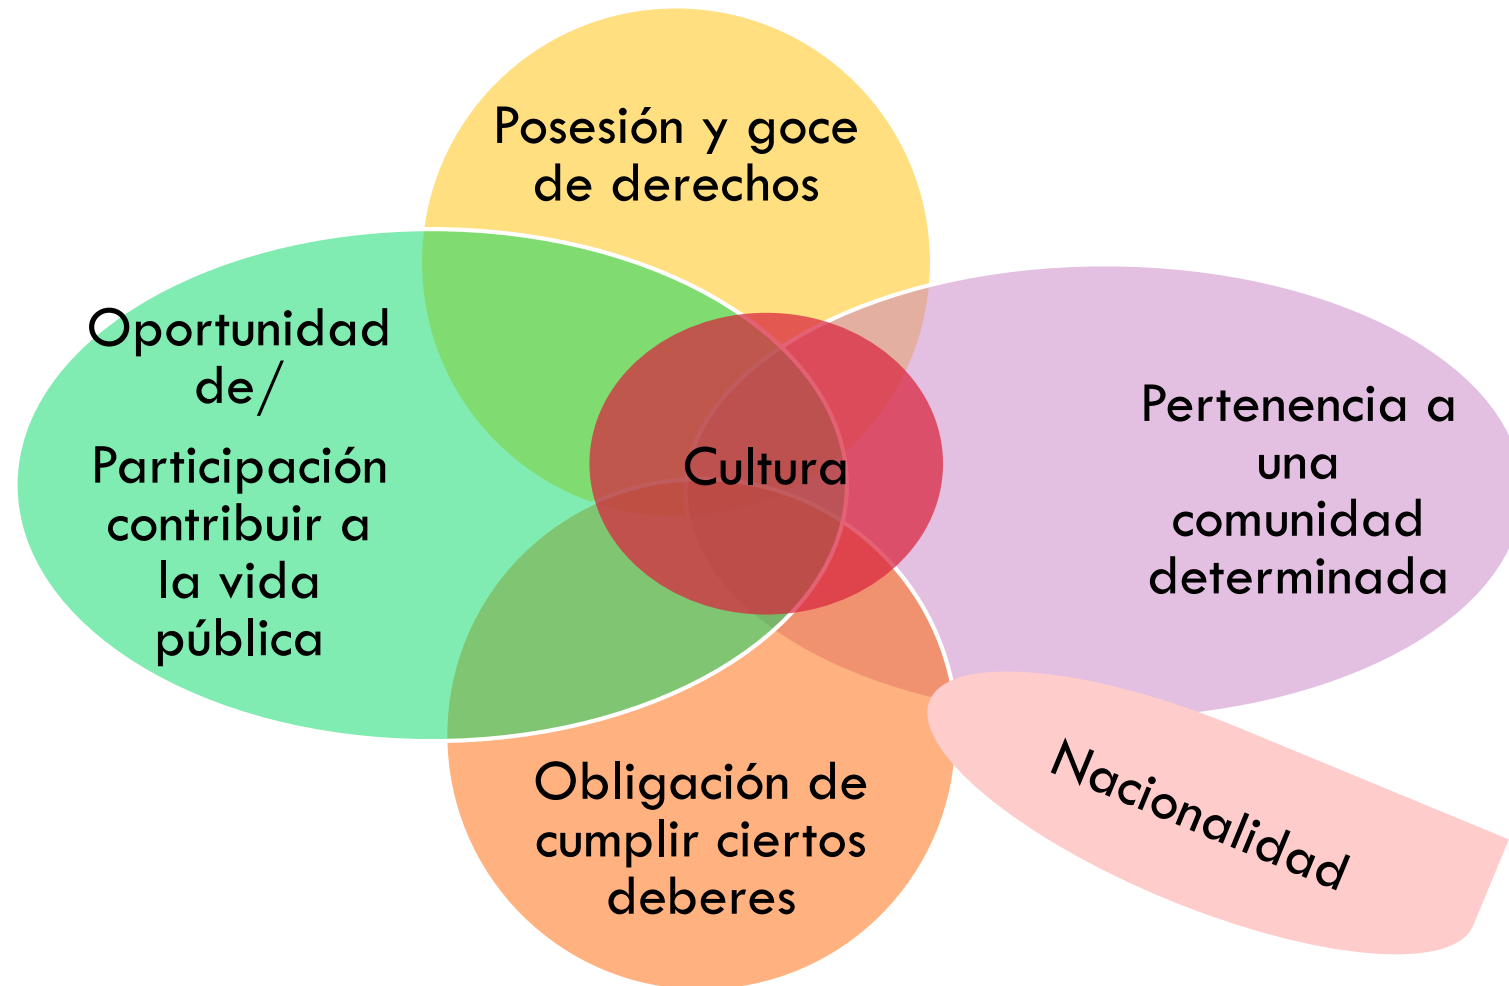 Posesión y goce
de derechos
Oportunidad
de/
Participación
contribuir a
la vida
pública
Cultura
Pertenencia a
una
comunidad
determinada
Obligación de
cumplir ciertos
deberes
Nacionalidad